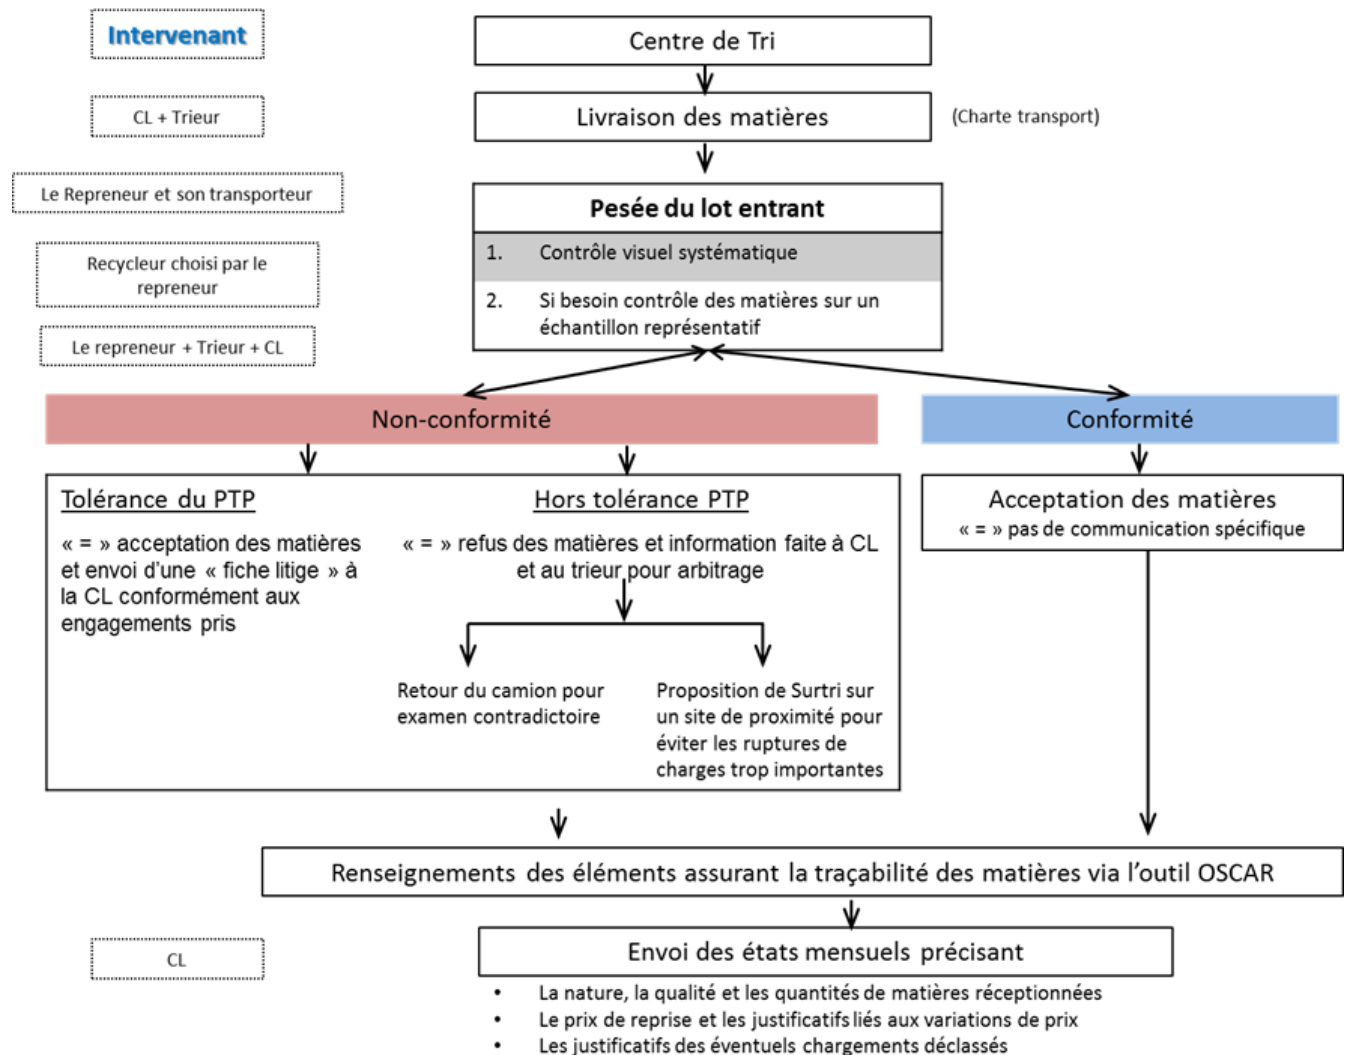 Intervenant
Centre de Tri
CL + Trieur
Livraison des matières
(Charte transport)
Le Repreneur et son transporteur
Pesée du lot entrant
1. Contrôle visuel systématique
Recycleur choisi par le
repreneur
2. Si besoin contrôle des matières sur un
échantillon représentatif
Le repreneur + Trieur + CL
Non-conformité
Conformité
Tolérance du PTP
« = » acceptation des matières
et envoi d'une « fiche litige » à
la CL conformément aux
engagements pris
Hors tolérance PTP
« = » refus des matières et information faite à CL
et au trieur pour arbitrage
Retour du camion pour
examen contradictoire
Proposition de Surtri sur
un site de proximité pour
éviter les ruptures de
charges trop importantes
Acceptation des matières
« = » pas de communication spécifique
Renseignements des éléments assurant la traçabilité des matières via l'outil OSCAR
CL
Envoi des états mensuels précisant
• La nature, la qualité et les quantités de matières réceptionnées
• Le prix de reprise et les justificatifs liés aux variations de prix
• Les justificatifs des éventuels chargements déclassés